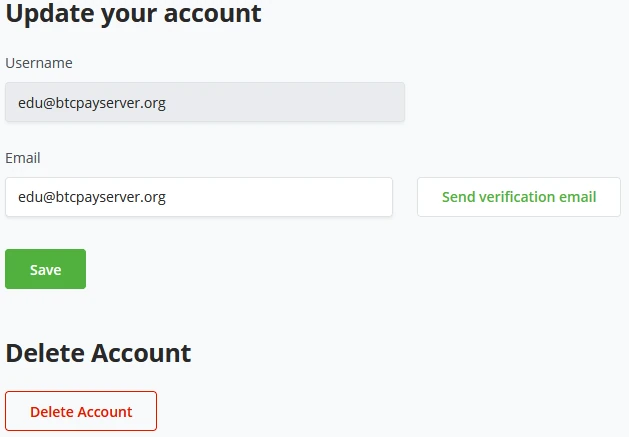 Update your account
Username
edu@btcpayserver.org
Email
edu@btcpayserver.org
Send verification email
Save
Delete Account
Delete Account